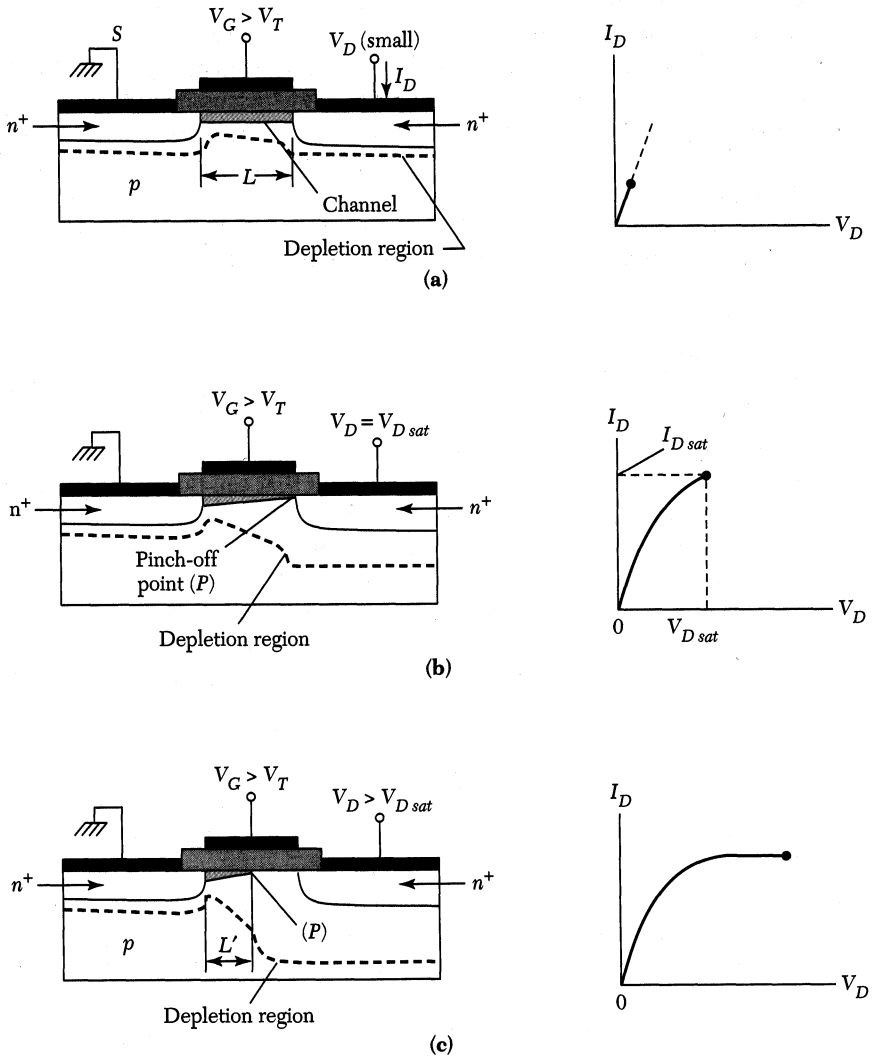 V_G > V_T
S
V_D (small)
I_D
n+
n+
p
L
Channel
Depletion region
(a)
I_D
V_D
V_G > V_T
V_D = V_D sat
n+
n+
Pinch-off
point (P)
Depletion region
(b)
I_D
I_D sat
0
V_D sat
V_D
V_G > V_T
V_D > V_D sat
n+
n+
(P)
p
L′
Depletion region
(c)
I_D
0
V_D